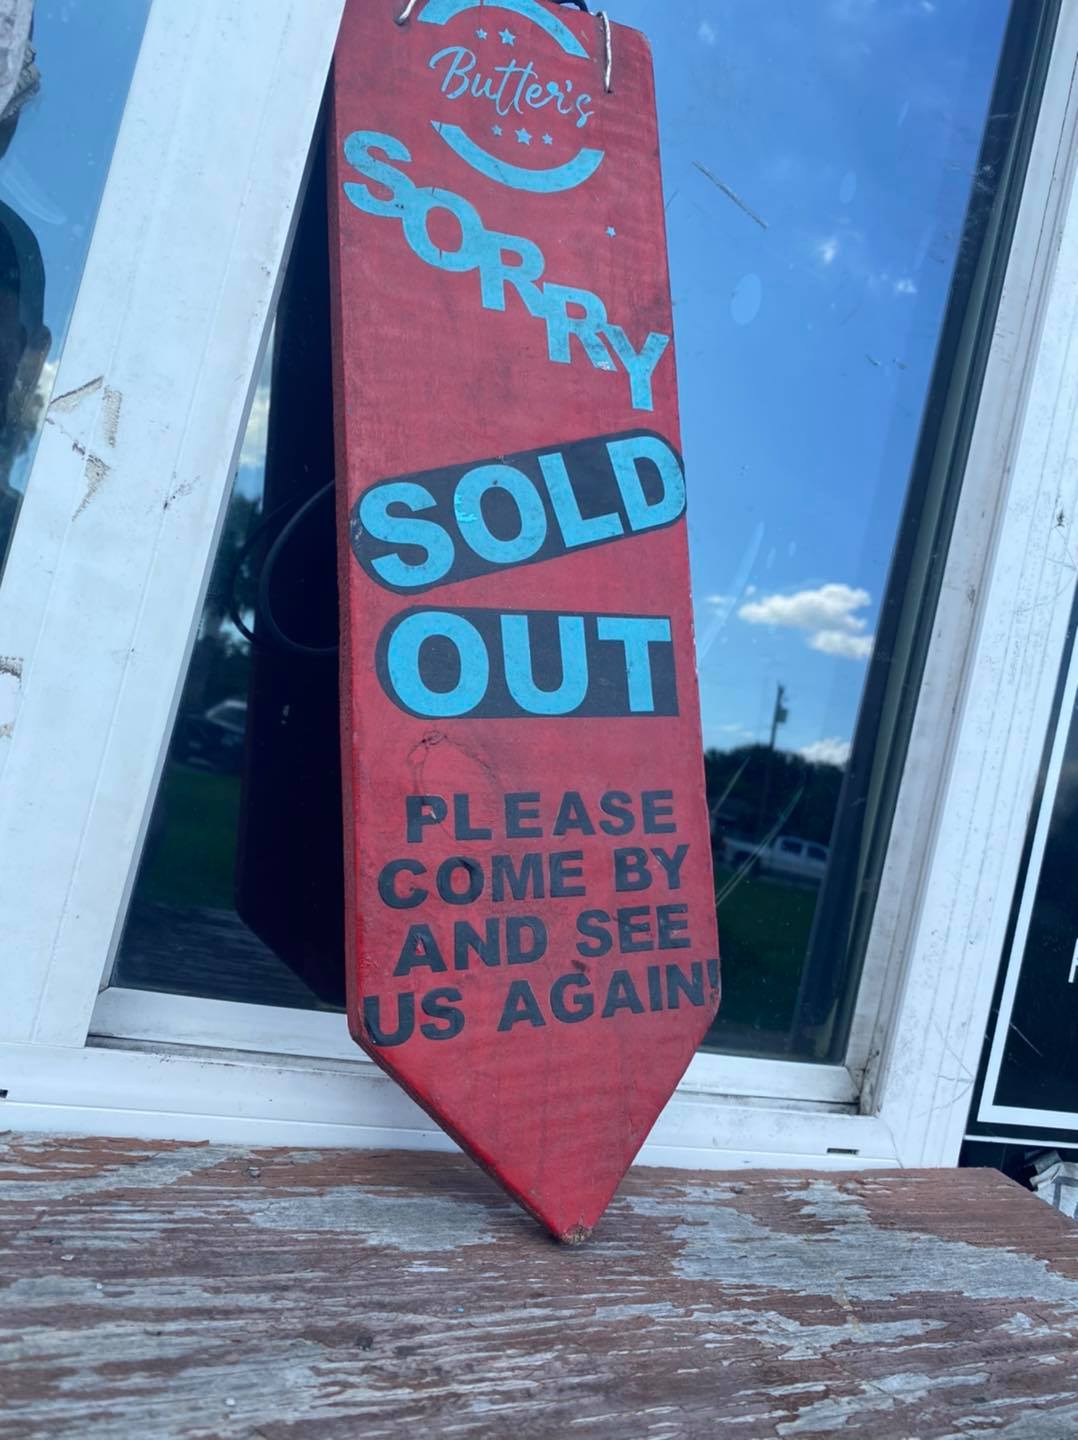 Butter's
SORRY
SOLD
OUT
PLEASE
COME BY
AND SEE
US AGAIN!